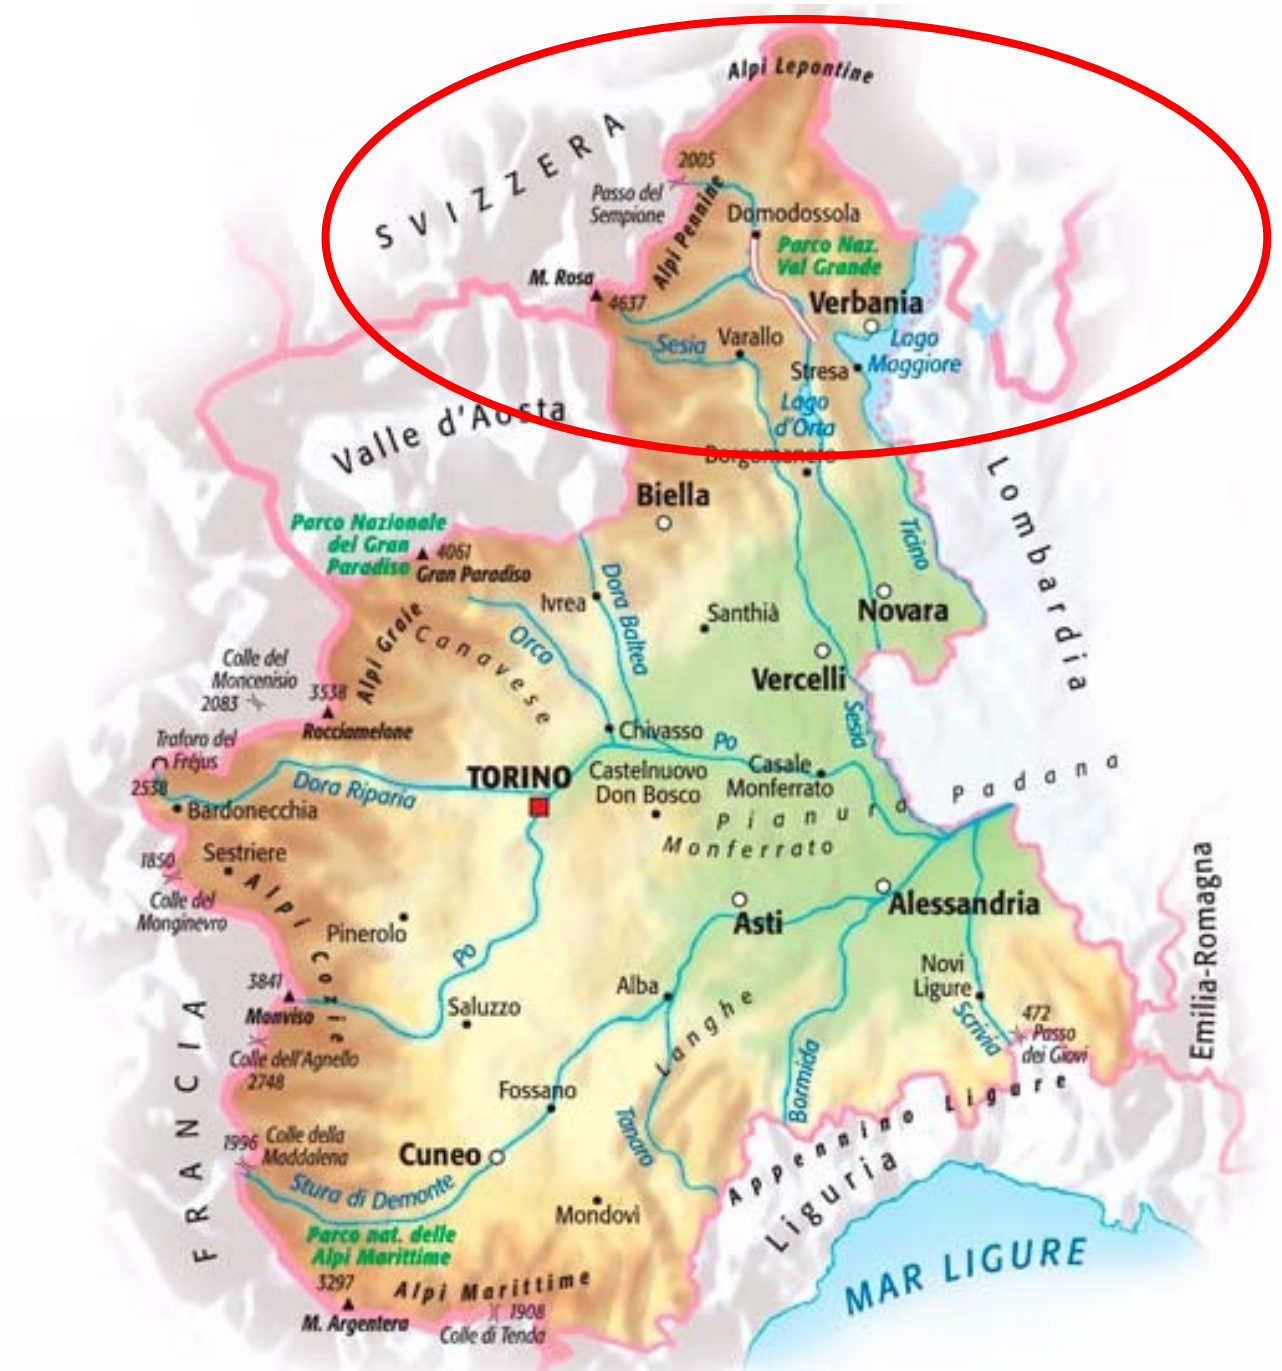 Alpi Lepontine
SVIZZERA
2005
Passo del
Sempione
Alpi Pennine
Domodossola
Parco Naz.
Val Grande
M. Rosa
4637
Verbania
Sesia
Varallo
Lago
Maggiore
Stresa
Lago
d'Orta
Valle d'Aosta
Borgomanero
Biella
Lombardia
Parco Nazionale
del Gran
Paradiso
4061
Gran Paradiso
Ticino
Ivrea
Dora Baltea
Novara
Santhià
Alpi Graie
Canavese
Orco
Colle del
Moncenisio
2083
3538
Rocciamelone
Vercelli
Sesia
Traforo del
Fréjus
2538
Chivasso
Po
Dora Riparia
TORINO
Castelnuovo
Don Bosco
Casale
Monferrato
Pianura Padana
Bardonecchia
Monferrato
1850
Sestriere
Colle del
Monginevro
Alpi Cozie
Pinerolo
Asti
Alessandria
Emilia-Romagna
Po
3841
Monviso
Saluzzo
Alba
Langhe
Novi
Ligure
Scrivia
472
Passo
dei Giovi
FRANCIA
Colle dell'Agnello
2748
Fossano
Bormida
Tanaro
Appennino Ligure
1996
Colle della
Maddalena
Cuneo
Stura di Demonte
Liguria
Mondovì
Parco nat. delle
Alpi Marittime
MAR LIGURE
3297
M. Argentera
Alpi Marittime
1908
Colle di Tenda